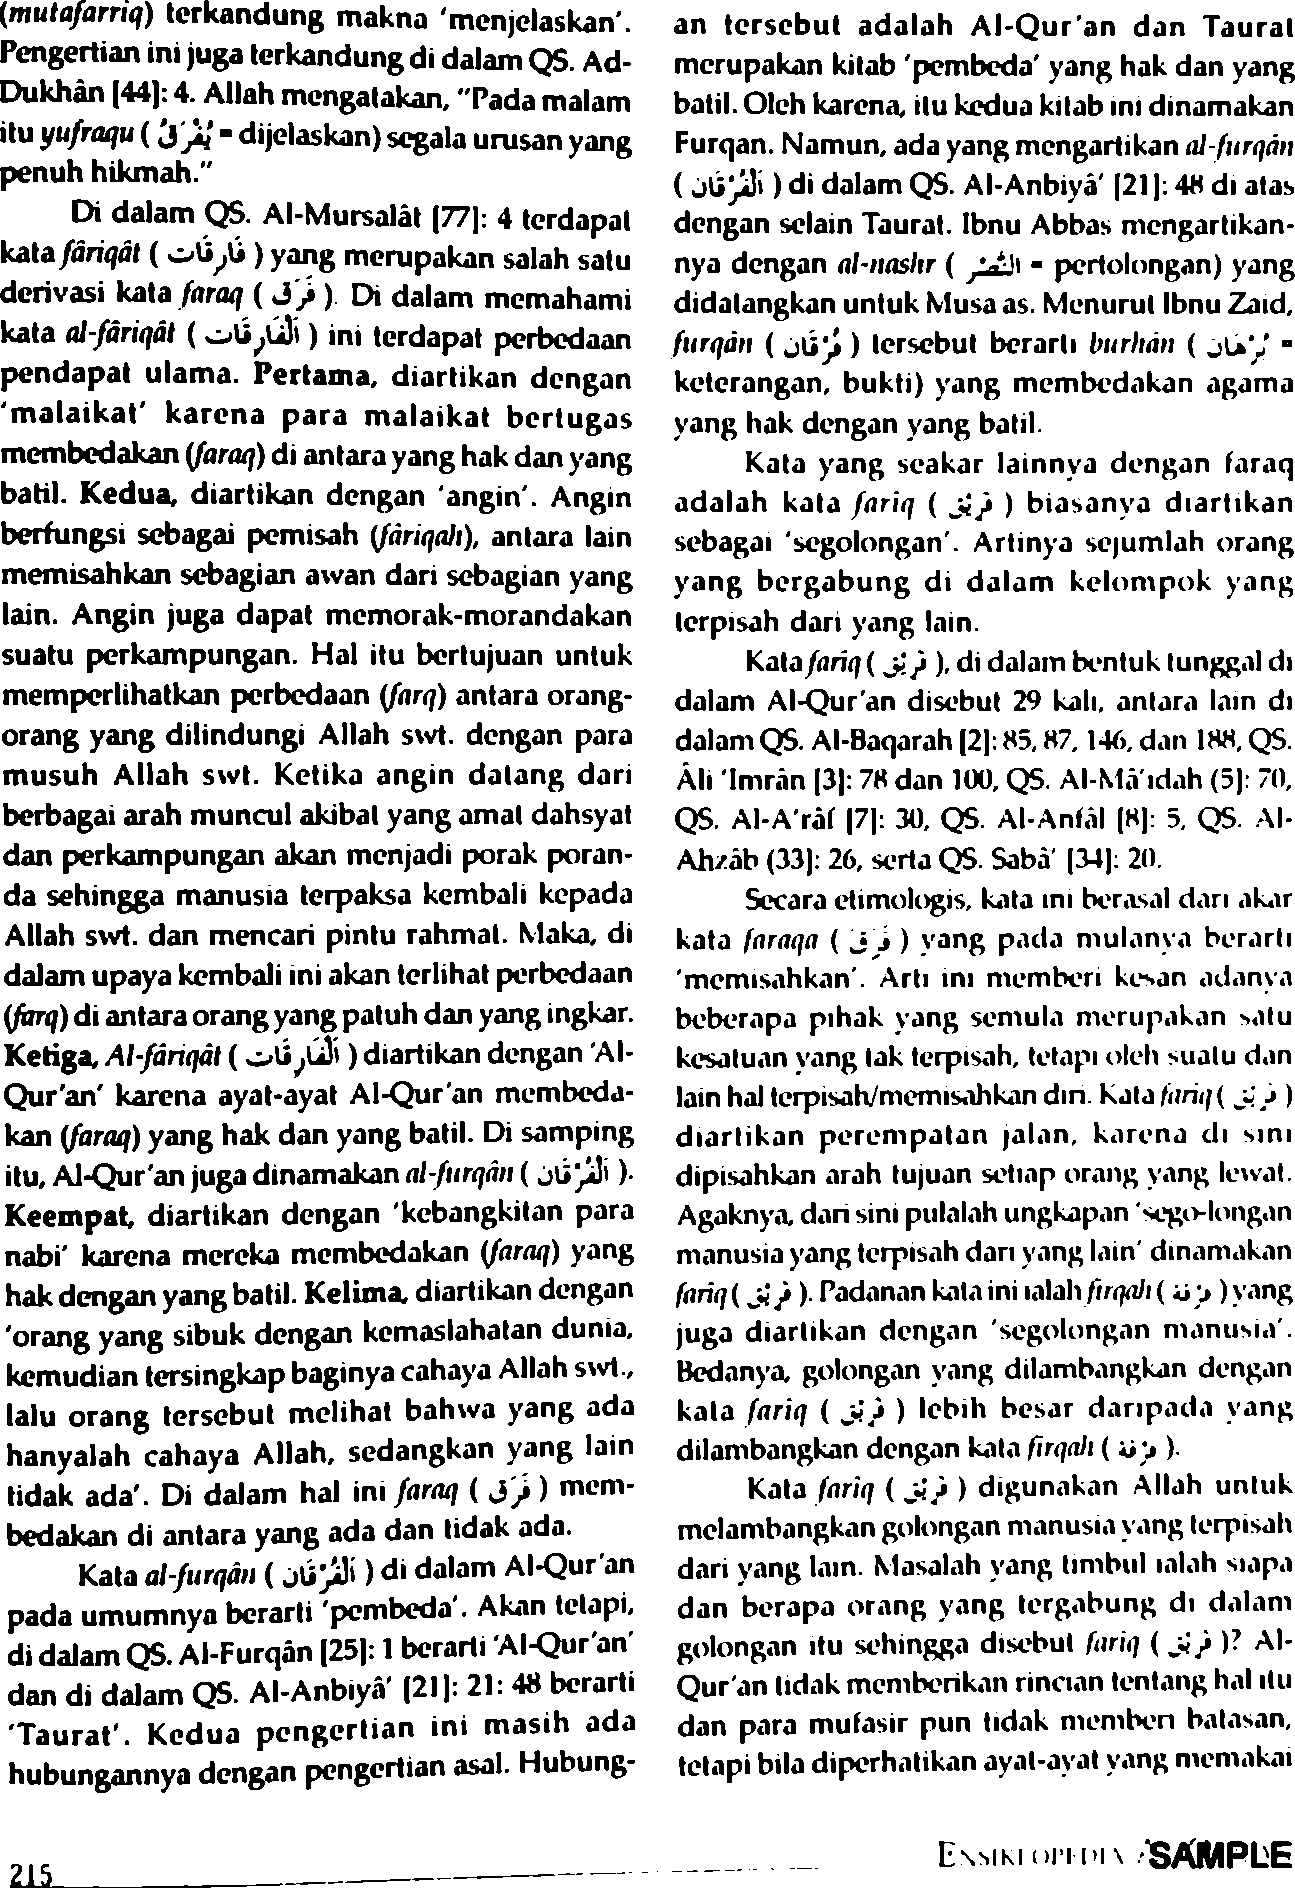 (mutafarriq) terkandung makna 'menjelaskan'.
Pengertian ini juga terkandung di dalam QS. Ad-
Dukhân [44]: 4. Allah mengatakan, "Pada malam
itu yufraqu ( يُفْرَقُ = dijelaskan) segala urusan yang
penuh hikmah."
Di dalam QS. Al-Mursalât [77]: 4 terdapat
kata fâriqât ( فَارِقَات ) yang merupakan salah satu
derivasi kata faraq ( فَرَق ). Di dalam memahami
kata al-fâriqât ( اَلْفَارِقَات ) ini terdapat perbedaan
pendapat ulama. Pertama, diartikan dengan
'malaikat' karena para malaikat bertugas
membedakan (faraq) di antara yang hak dan yang
batil. Kedua, diartikan dengan 'angin'. Angin
berfungsi sebagai pemisah (fâriqah), antara lain
memisahkan sebagian awan dari sebagian yang
lain. Angin juga dapat memorak-morandakan
suatu perkampungan. Hal itu bertujuan untuk
memperlihatkan perbedaan (farq) antara orang-
orang yang dilindungi Allah swt. dengan para
musuh Allah swt. Ketika angin datang dari
berbagai arah muncul akibat yang amat dahsyat
dan perkampungan akan menjadi porak poran-
da sehingga manusia terpaksa kembali kepada
Allah swt. dan mencari pintu rahmat. Maka, di
dalam upaya kembali ini akan terlihat perbedaan
(farq) di antara orang yang patuh dan yang ingkar.
Ketiga, Al-fâriqât ( اَلْفَارِقَات ) diartikan dengan 'Al-
Qur'an' karena ayat-ayat Al-Qur'an membeda-
kan (faraq) yang hak dan yang batil. Di samping
itu, Al-Qur'an juga dinamakan al-furqân ( اَلْفُرْقَان ).
Keempat, diartikan dengan 'kebangkitan para
nabi' karena mereka membedakan (faraq) yang
hak dengan yang batil. Kelima, diartikan dengan
'orang yang sibuk dengan kemaslahatan dunia,
kemudian tersingkap baginya cahaya Allah swt.,
lalu orang tersebut melihat bahwa yang ada
hanyalah cahaya Allah, sedangkan yang lain
tidak ada'. Di dalam hal ini faraq ( فَرَق ) mem-
bedakan di antara yang ada dan tidak ada.
Kata al-furqân ( اَلْفُرْقَان ) di dalam Al-Qur'an
pada umumnya berarti 'pembeda'. Akan tetapi,
di dalam QS. Al-Furqân [25]: 1 berarti 'Al-Qur'an'
dan di dalam QS. Al-Anbiyâ' [21]: 21: 48 berarti
'Taurat'. Kedua pengertian ini masih ada
hubungannya dengan pengertian asal. Hubung-
an tersebut adalah Al-Qur'an dan Taurat
merupakan kitab 'pembeda' yang hak dan yang
batil. Oleh karena, itu kedua kitab ini dinamakan
Furqan. Namun, ada yang mengartikan al-furqân
( اَلْفُرْقَان ) di dalam QS. Al-Anbiyâ' [21]: 48 di atas
dengan selain Taurat. Ibnu Abbas mengartikan-
nya dengan al-nashr ( اَلنَّصْر = pertolongan) yang
didatangkan untuk Musa as. Menurut Ibnu Zaid,
furqân ( فُرْقَان ) tersebut berarti burhân ( بُرْهَان =
keterangan, bukti) yang membedakan agama
yang hak dengan yang batil.
Kata yang seakar lainnya dengan faraq
adalah kata farîq ( فَرِيْق ) biasanya diartikan
sebagai 'segolongan'. Artinya sejumlah orang
yang bergabung di dalam kelompok yang
terpisah dari yang lain.
Kata farîq ( فَرِيْق ), di dalam bentuk tunggal di
dalam Al-Qur'an disebut 29 kali, antara lain di
dalam QS. Al-Baqarah [2]: 85, 87, 146, dan 188, QS.
Âli 'Imrân [3]: 78 dan 100, QS. Al-Mâ'idah (5]: 70,
QS. Al-A'râf [7]: 30, QS. Al-Anfâl [8]: 5, QS. Al-
Ahzâb (33]: 26, serta QS. Sabâ' [34]: 20.
Secara etimologis, kata ini berasal dari akar
kata faraqa ( فَرَقَ ) yang pada mulanya berarti
'memisahkan'. Arti ini memberi kesan adanya
beberapa pihak yang semula merupakan satu
kesatuan yang tak terpisah, tetapi oleh suatu dan
lain hal terpisah/memisahkan diri. Kata farîq ( فَرِيْق )
diartikan perempatan jalan, karena di sini
dipisahkan arah tujuan setiap orang yang lewat.
Agaknya, dari sini pulalah ungkapan 'sego-longan
manusia yang terpisah dari yang lain' dinamakan
farîq ( فَرِيْق ). Padanan kata ini ialah firqah ( فِرْقَة ) yang
juga diartikan dengan 'segolongan manusia'.
Bedanya, golongan yang dilambangkan dengan
kata farîq ( فَرِيْق ) lebih besar daripada yang
dilambangkan dengan kata firqah ( فِرْقَة ).
Kata farîq ( فَرِيْق ) digunakan Allah untuk
melambangkan golongan manusia yang terpisah
dari yang lain. Masalah yang timbul ialah siapa
dan berapa orang yang tergabung di dalam
golongan itu sehingga disebut farîq ( فَرِيْق )? Al-
Qur'an tidak memberikan rincian tentang hal itu
dan para mufasir pun tidak memberi batasan,
tetapi bila diperhatikan ayat-ayat yang memakai
215
ENSIKLOPEDIA SAMPLE